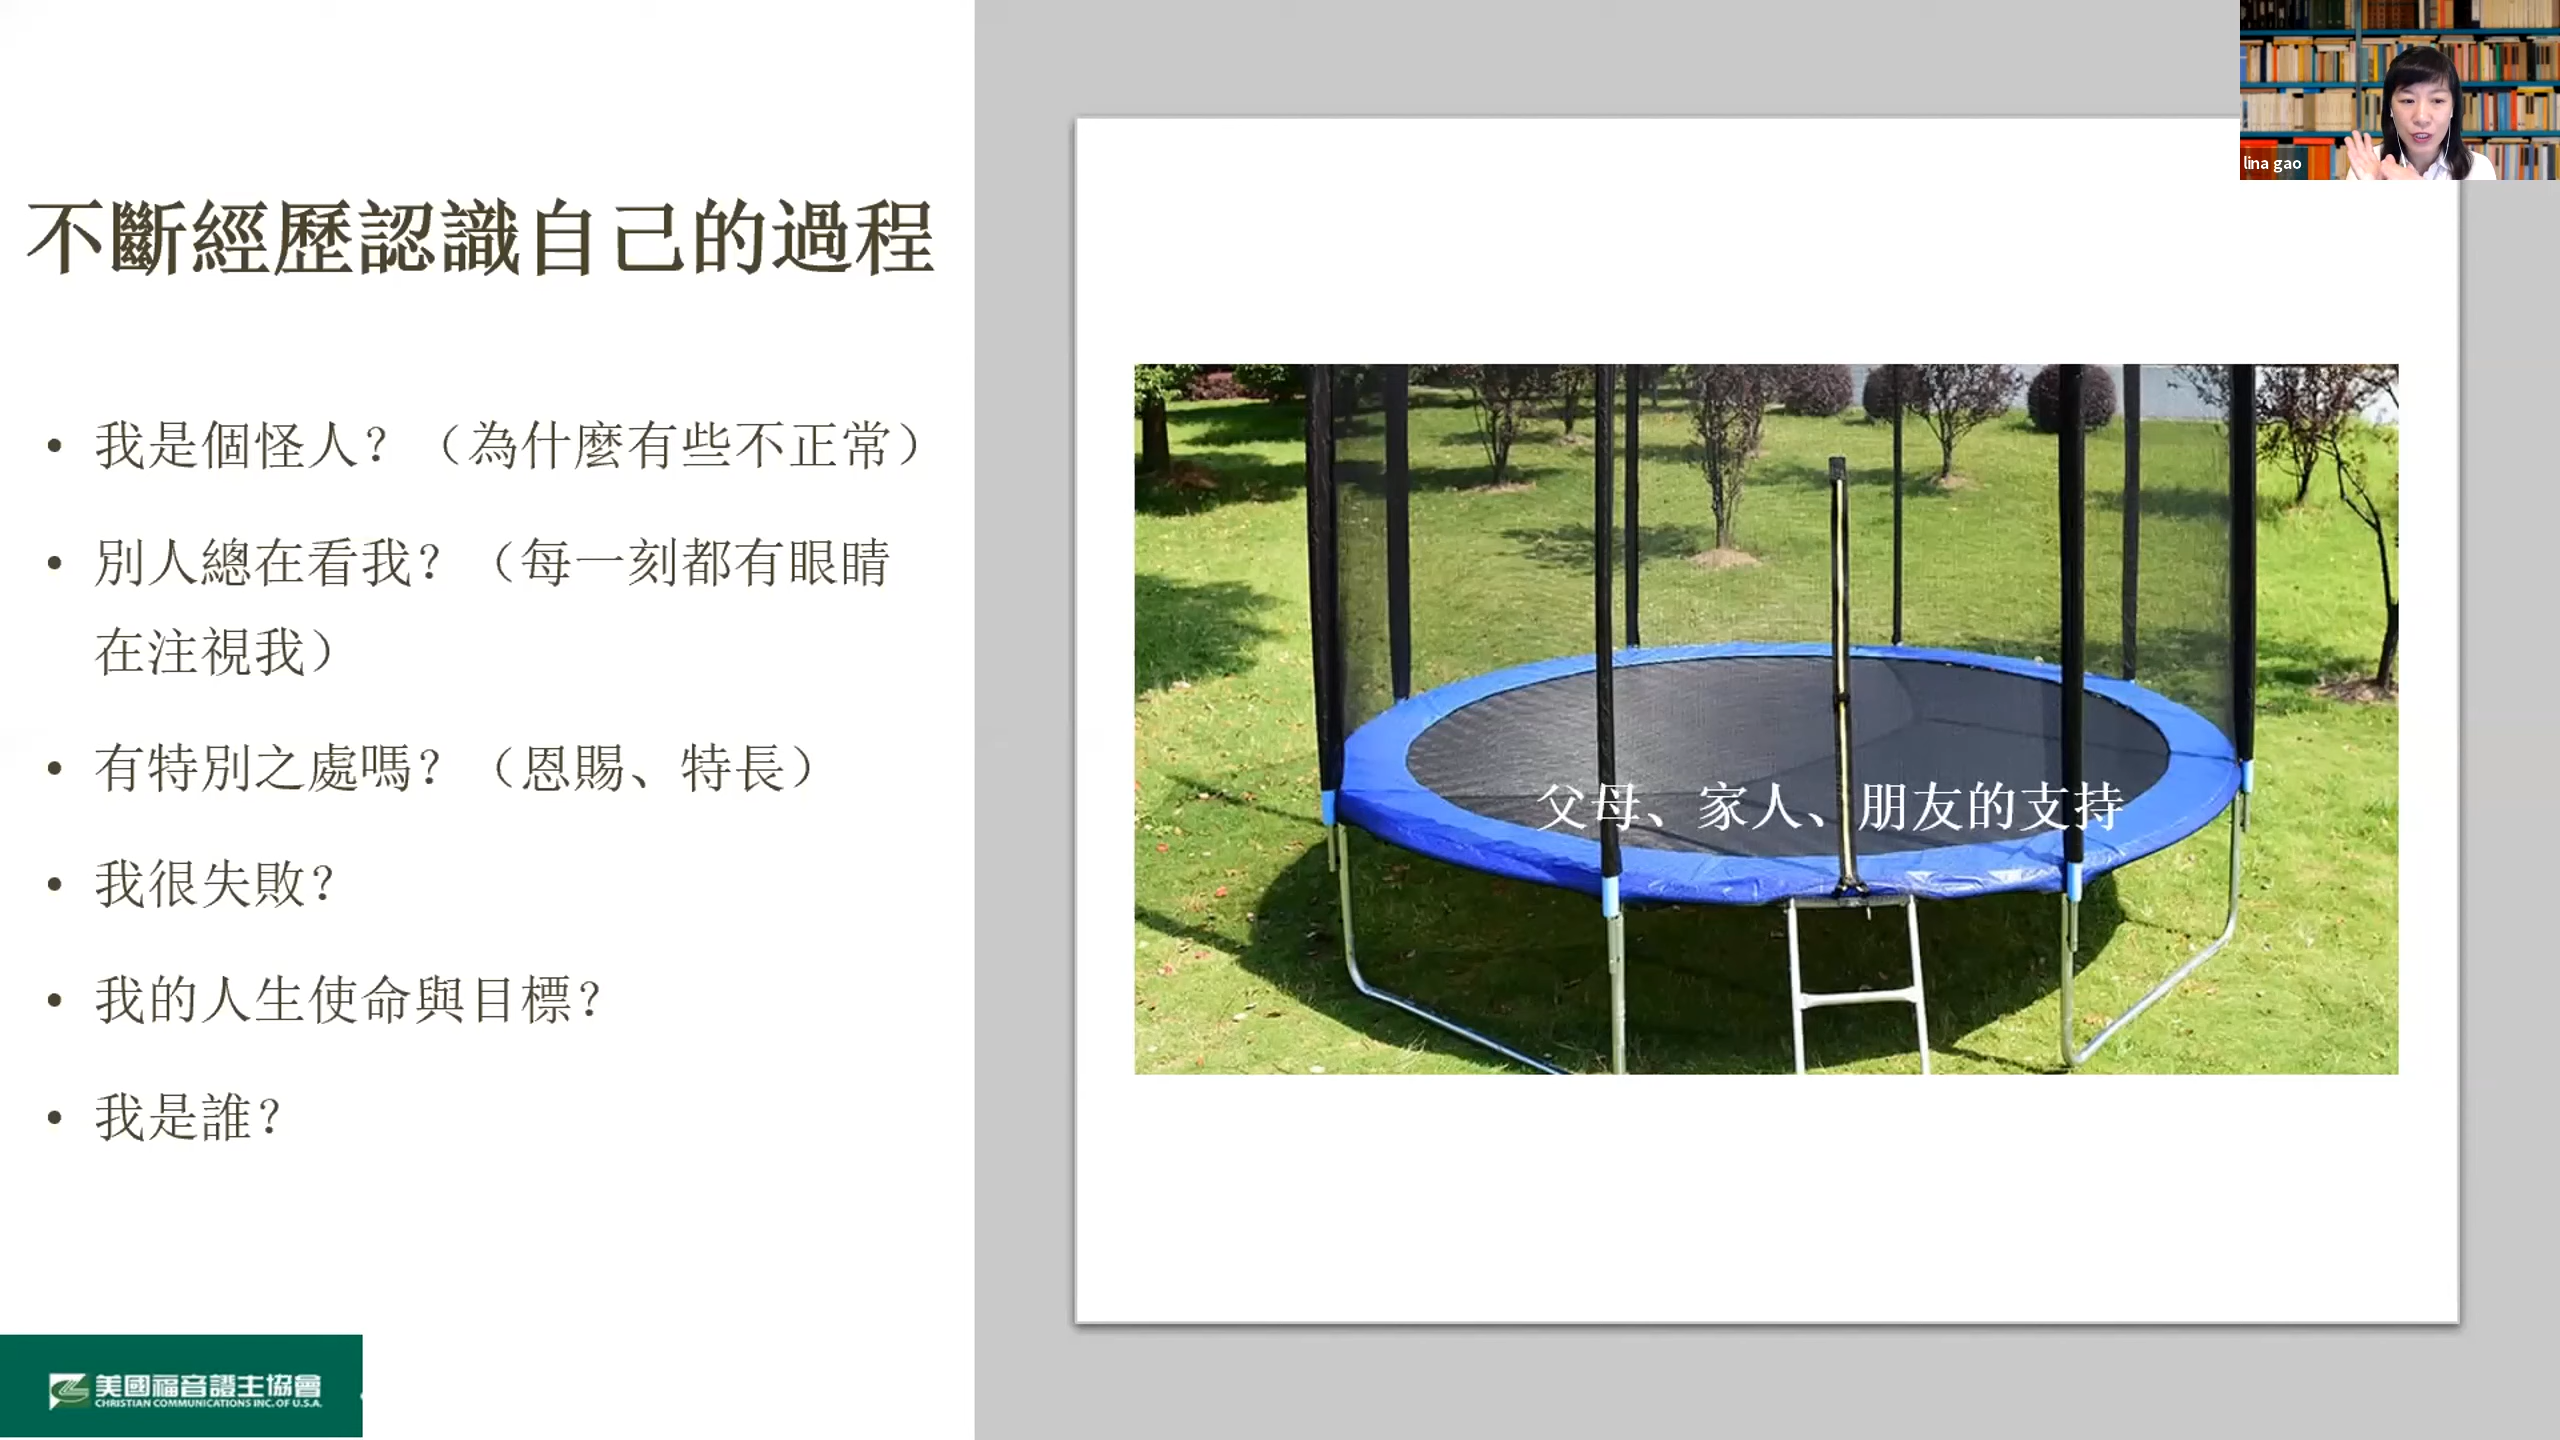 不斷經歷認識自己的過程
• 我是個怪人？（為什麼有些不正常）
• 別人總在看我？（每一刻都有眼睛
在注視我）
• 有特別之處嗎？（恩賜、特長）
• 我很失敗？
• 我的人生使命與目標？
• 我是誰？
父母、家人、朋友的支持
lina gao
美國福音證主協會
CHRISTIAN COMMUNICATIONS INC. OF U.S.A.